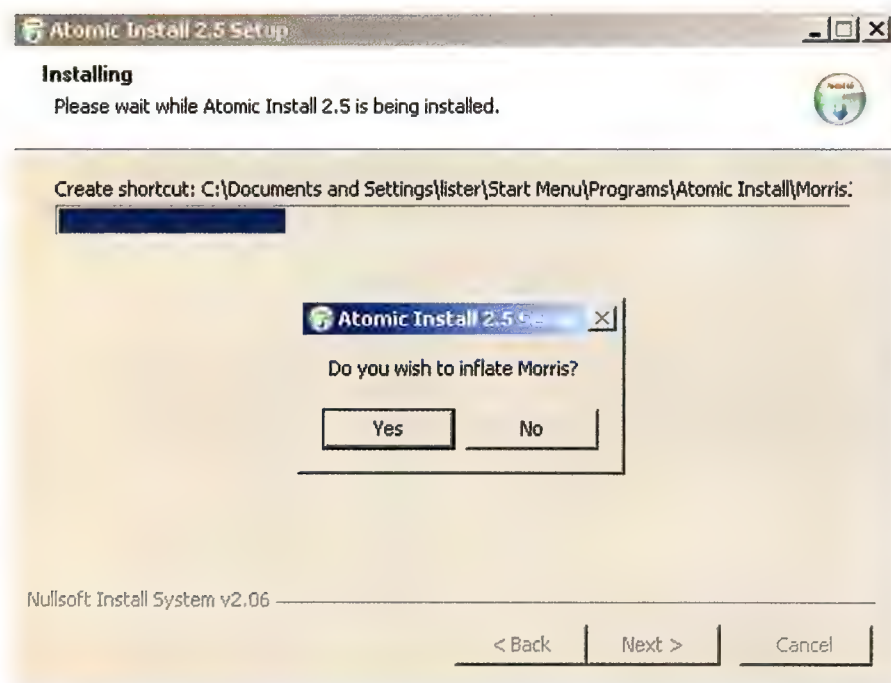 Atomic Install 2.5 Setup
Installing
Please wait while Atomic Install 2.5 is being installed.
Create shortcut: C:\Documents and Settings\lister\Start Menu\Programs\Atomic Install\Morris
Atomic Install 2.5
Do you wish to inflate Morris?
Yes No
Nullsoft Install System v2.06
< Back Next > Cancel